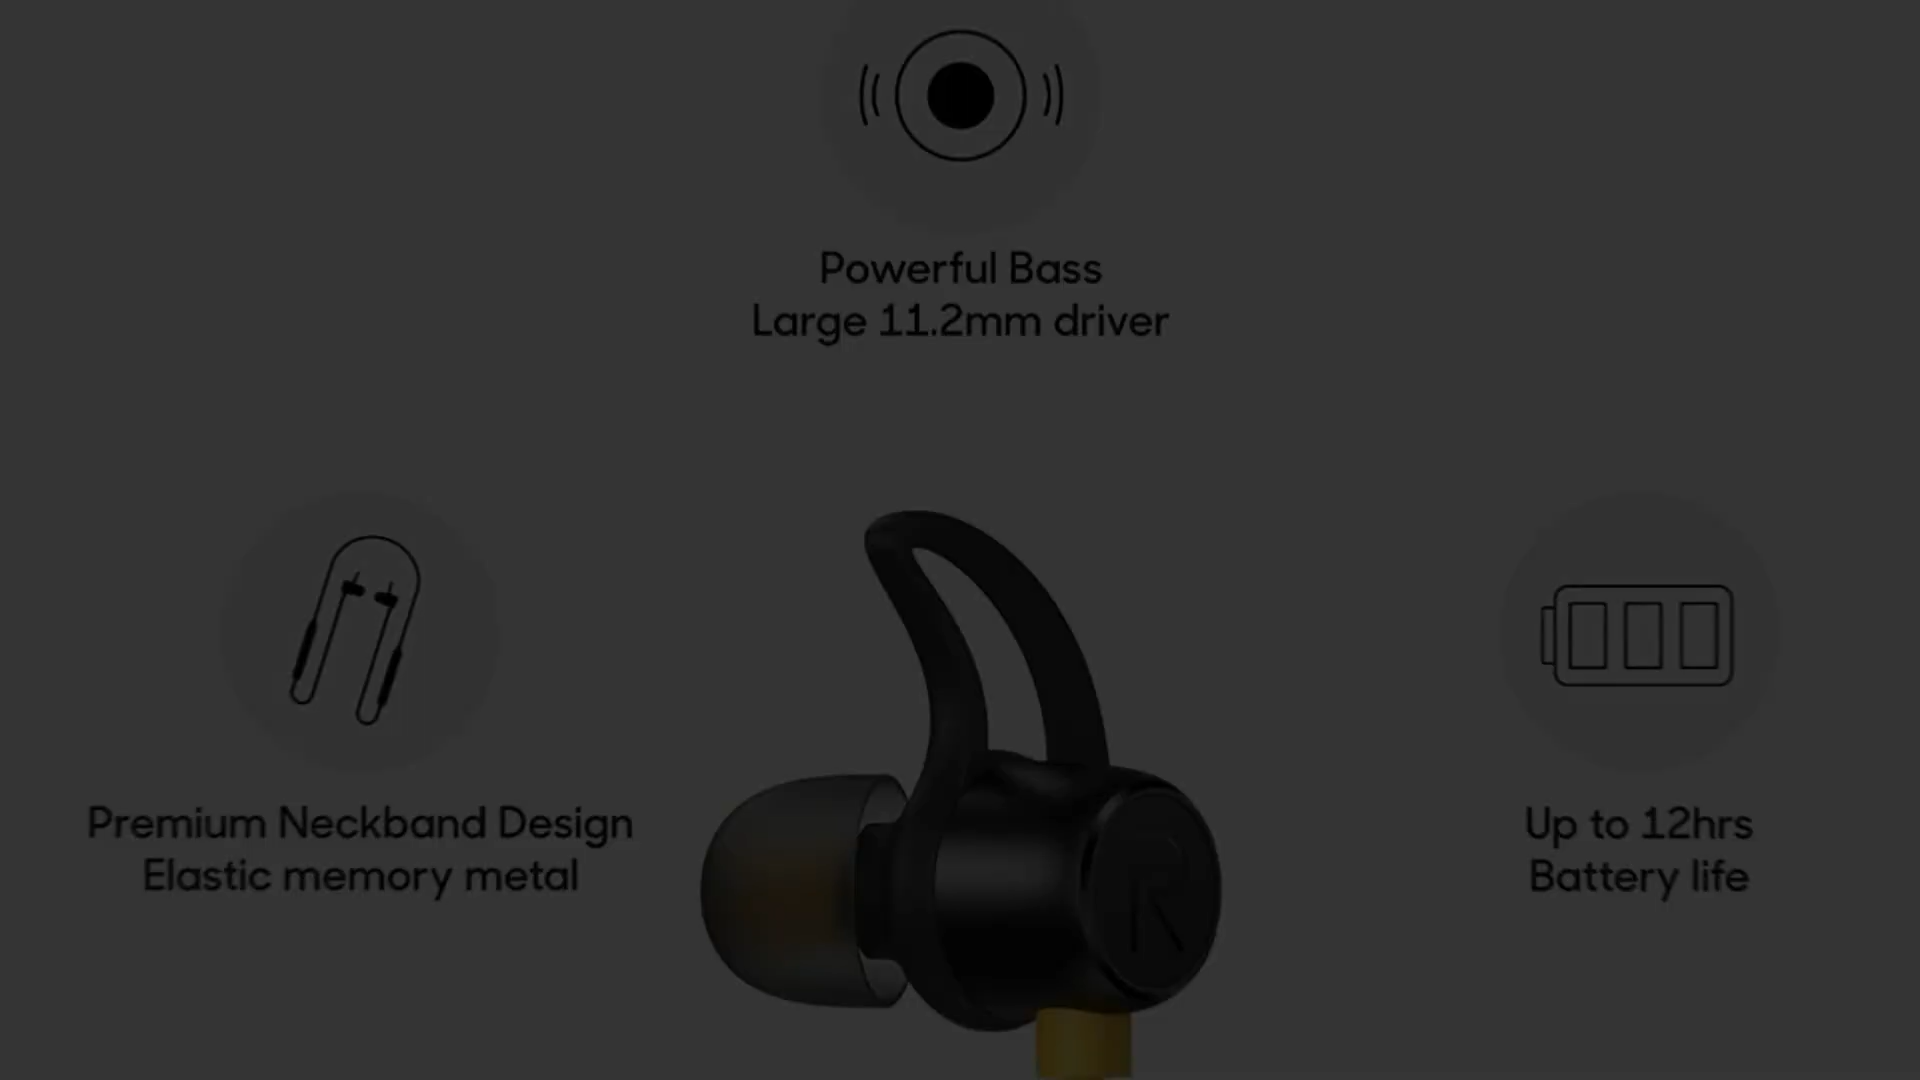 Powerful Bass
Large 11.2mm driver
Premium Neckband Design
Elastic memory metal
Up to 12hrs
Battery life
R